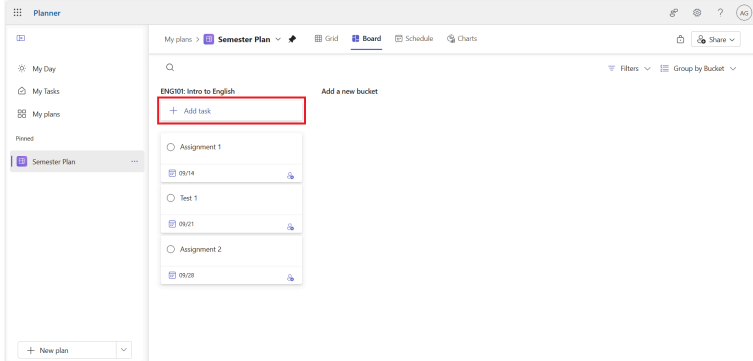 Planner
AG
My plans > Semester Plan
Grid
Board
Schedule
Charts
Share
My Day
My Tasks
My plans
Pinned
Semester Plan
Filters
Group by Bucket
ENG101: Intro to English
Add a new bucket
+ Add task
Assignment 1
09/14
Test 1
09/21
Assignment 2
09/28
+ New plan